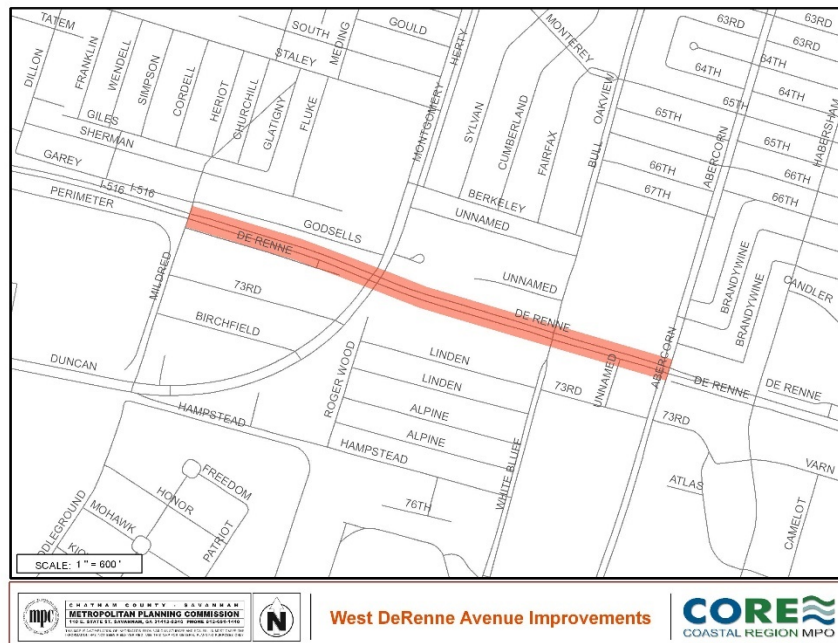 TATEM
GOULD
SOUTH
MEDING
STALEY
DILLON
FRANKLIN
WENDELL
SIMPSON
CORDELL
HERIOT
CHURCHILL
GLATIGNY
FLUKE
MONTGOMERY
HERTY
MONTEREY
SYLVAN
CUMBERLAND
FAIRFAX
BULL
OAKVIEW
63RD
63RD
64TH
64TH
64TH
65TH
65TH
65TH
66TH
66TH
66TH
67TH
ABERCORN
HABERSHAM
GILES
SHERMAN
GAREY
I-516
I-516
PERIMETER
GODSELLS
BERKELEY
UNNAMED
UNNAMED
DE RENNE
DE RENNE
MILDRED
73RD
BIRCHFIELD
BRANDYWINE
BRANDYWINE
CANDLER
DUNCAN
ROGER WOOD
LINDEN
LINDEN
ALPINE
ALPINE
HAMPSTEAD
HAMPSTEAD
WHITE BLUFF
73RD
UNNAMED
ABERCORN
DE RENNE
DE RENNE
73RD
VARN
ATLAS
CAMELOT
76TH
FREEDOM
HONOR
MOHAWK
PATRIOT
DDLEGROUND
SCALE: 1 " = 600 '
mpc
CHATHAM COUNTY - SAVANNAH
METROPOLITAN PLANNING COMMISSION
N
West DeRenne Avenue Improvements
CORE
COASTAL REGION MPO